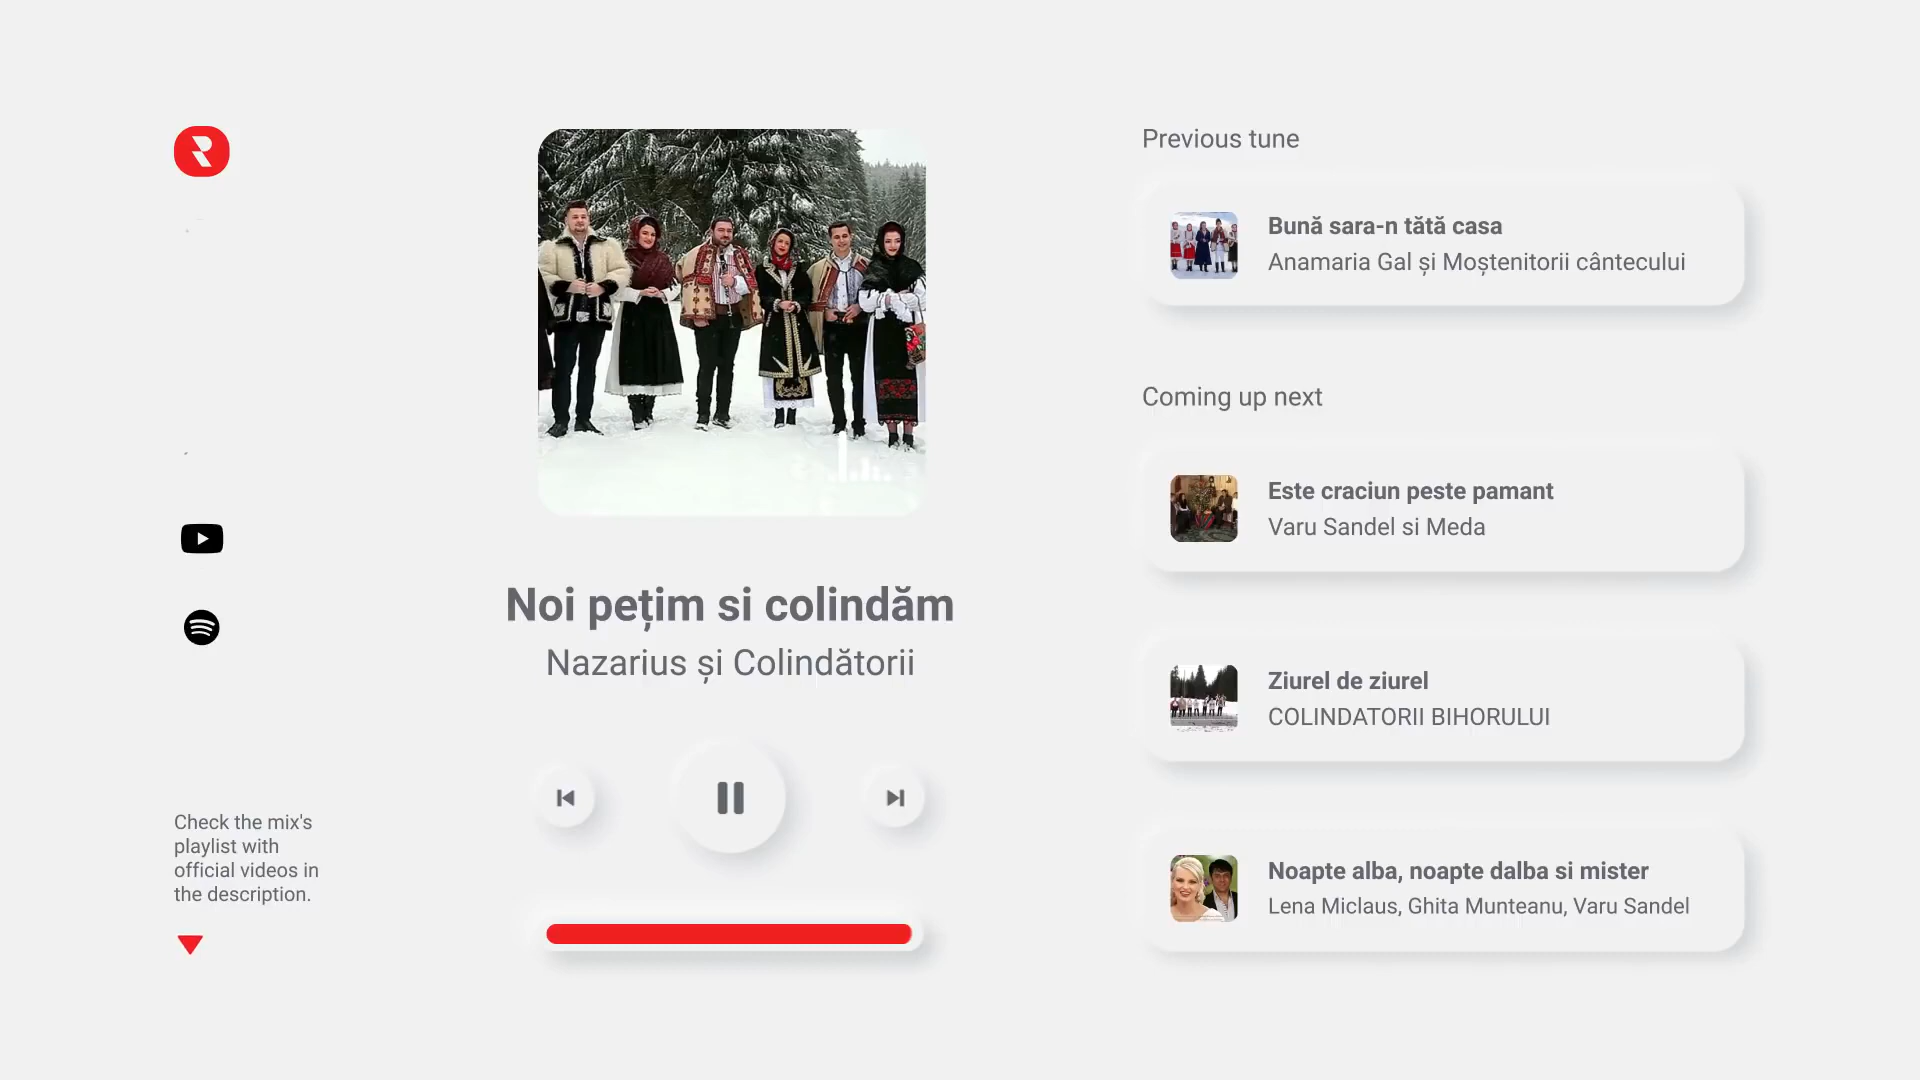 Check the mix's
playlist with
official videos in
the description.
Noi pețim si colindăm
Nazarius și Colindătorii
Previous tune
Bună sara-n tătă casa
Anamaria Gal și Moștenitorii cântecului
Coming up next
Este craciun peste pamant
Varu Sandel si Meda
Ziurel de ziurel
COLINDATORII BIHORULUI
Noapte alba, noapte dalba si mister
Lena Miclaus, Ghita Munteanu, Varu Sandel